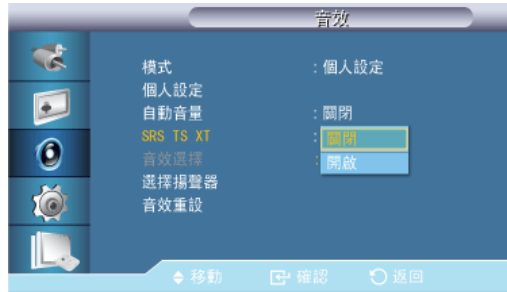 音效
模式 : 個人設定
個人設定
自動音量 : 關閉
SRS TS XT : 關閉
音效選擇 : 開啟
選擇揚聲器
音效重設
移動 確認 返回